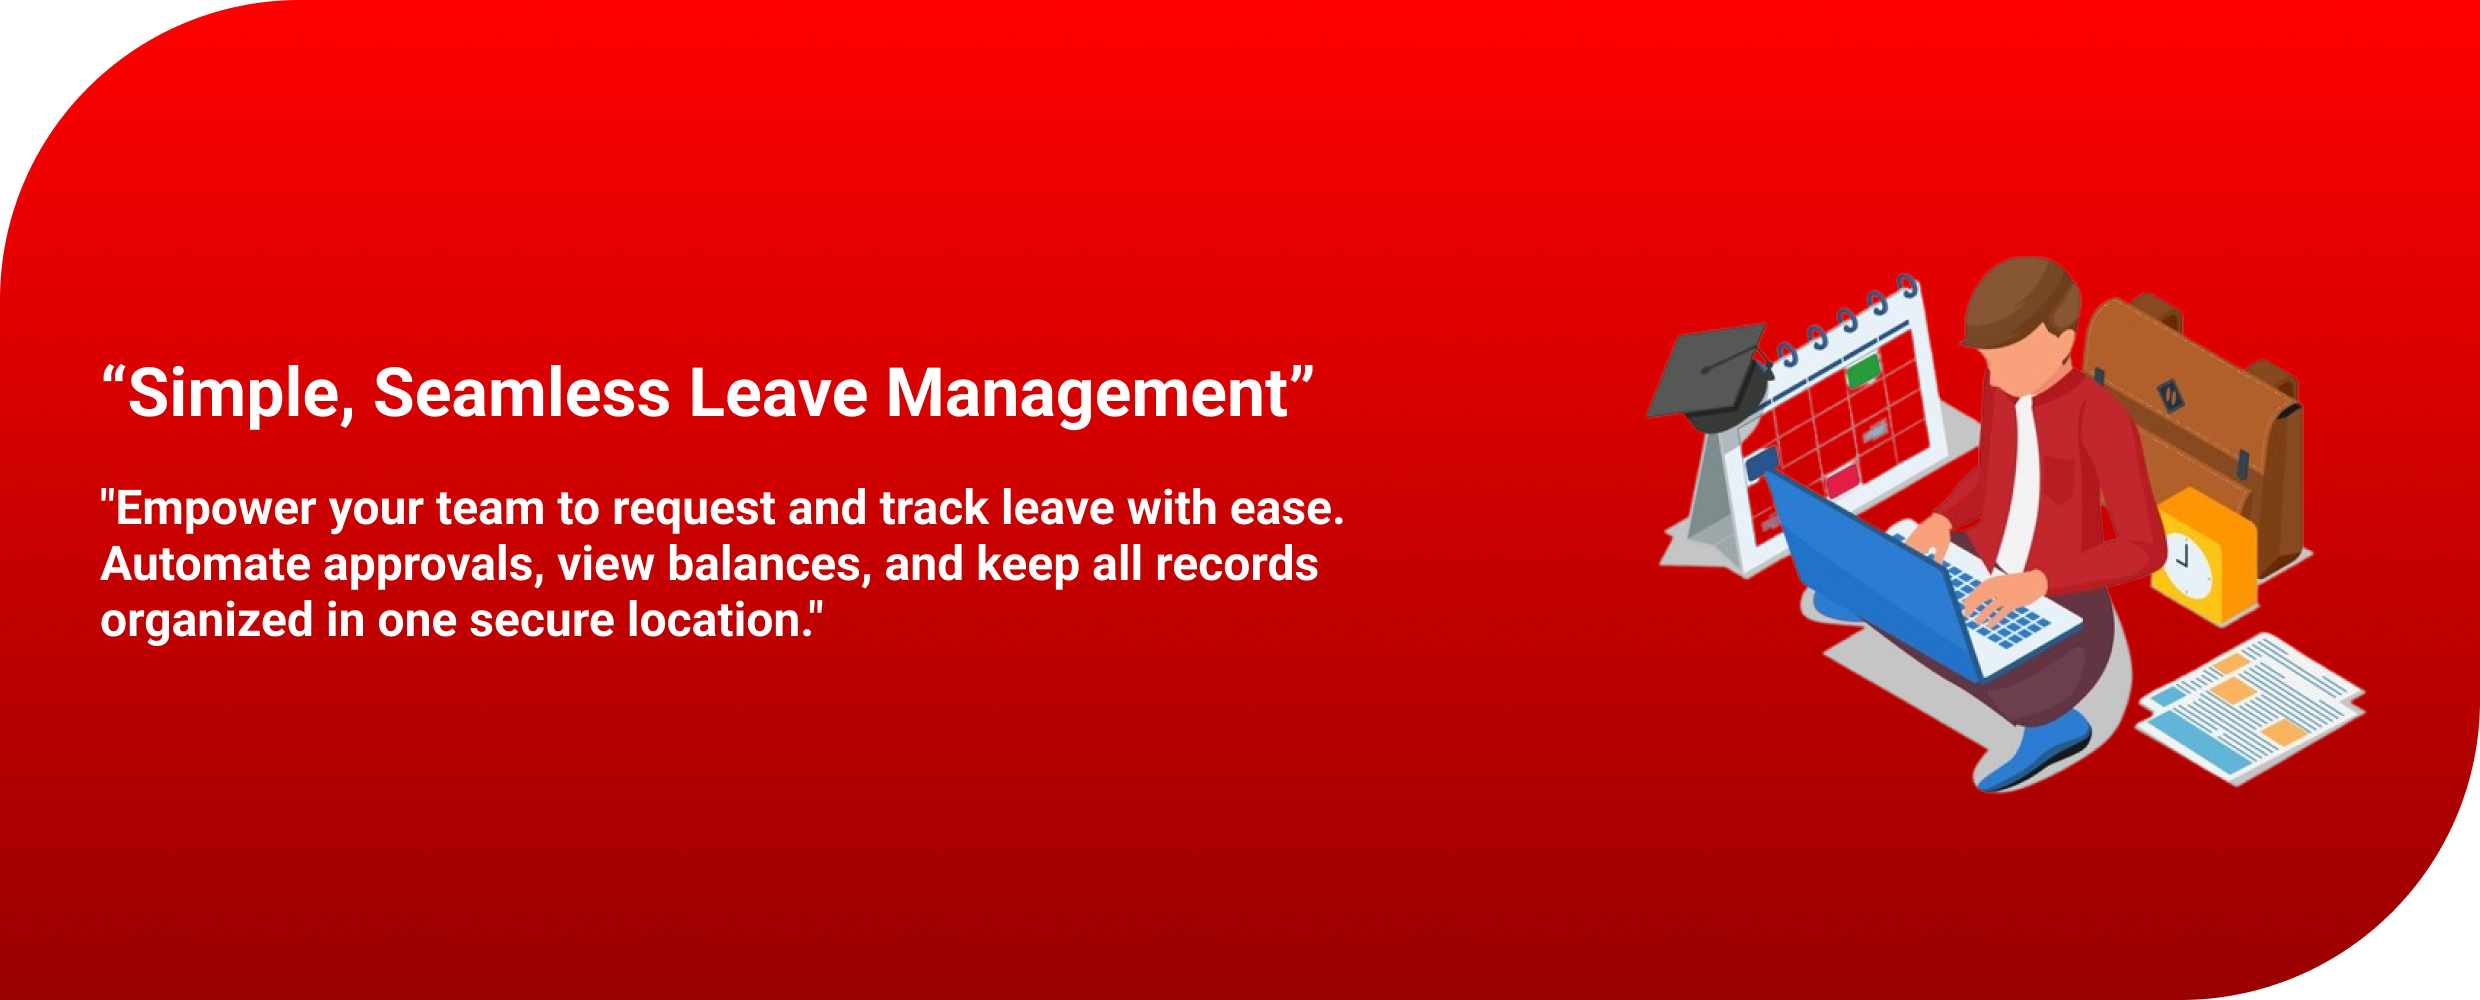 “Simple, Seamless Leave Management”
"Empower your team to request and track leave with ease.
Automate approvals, view balances, and keep all records
organized in one secure location."